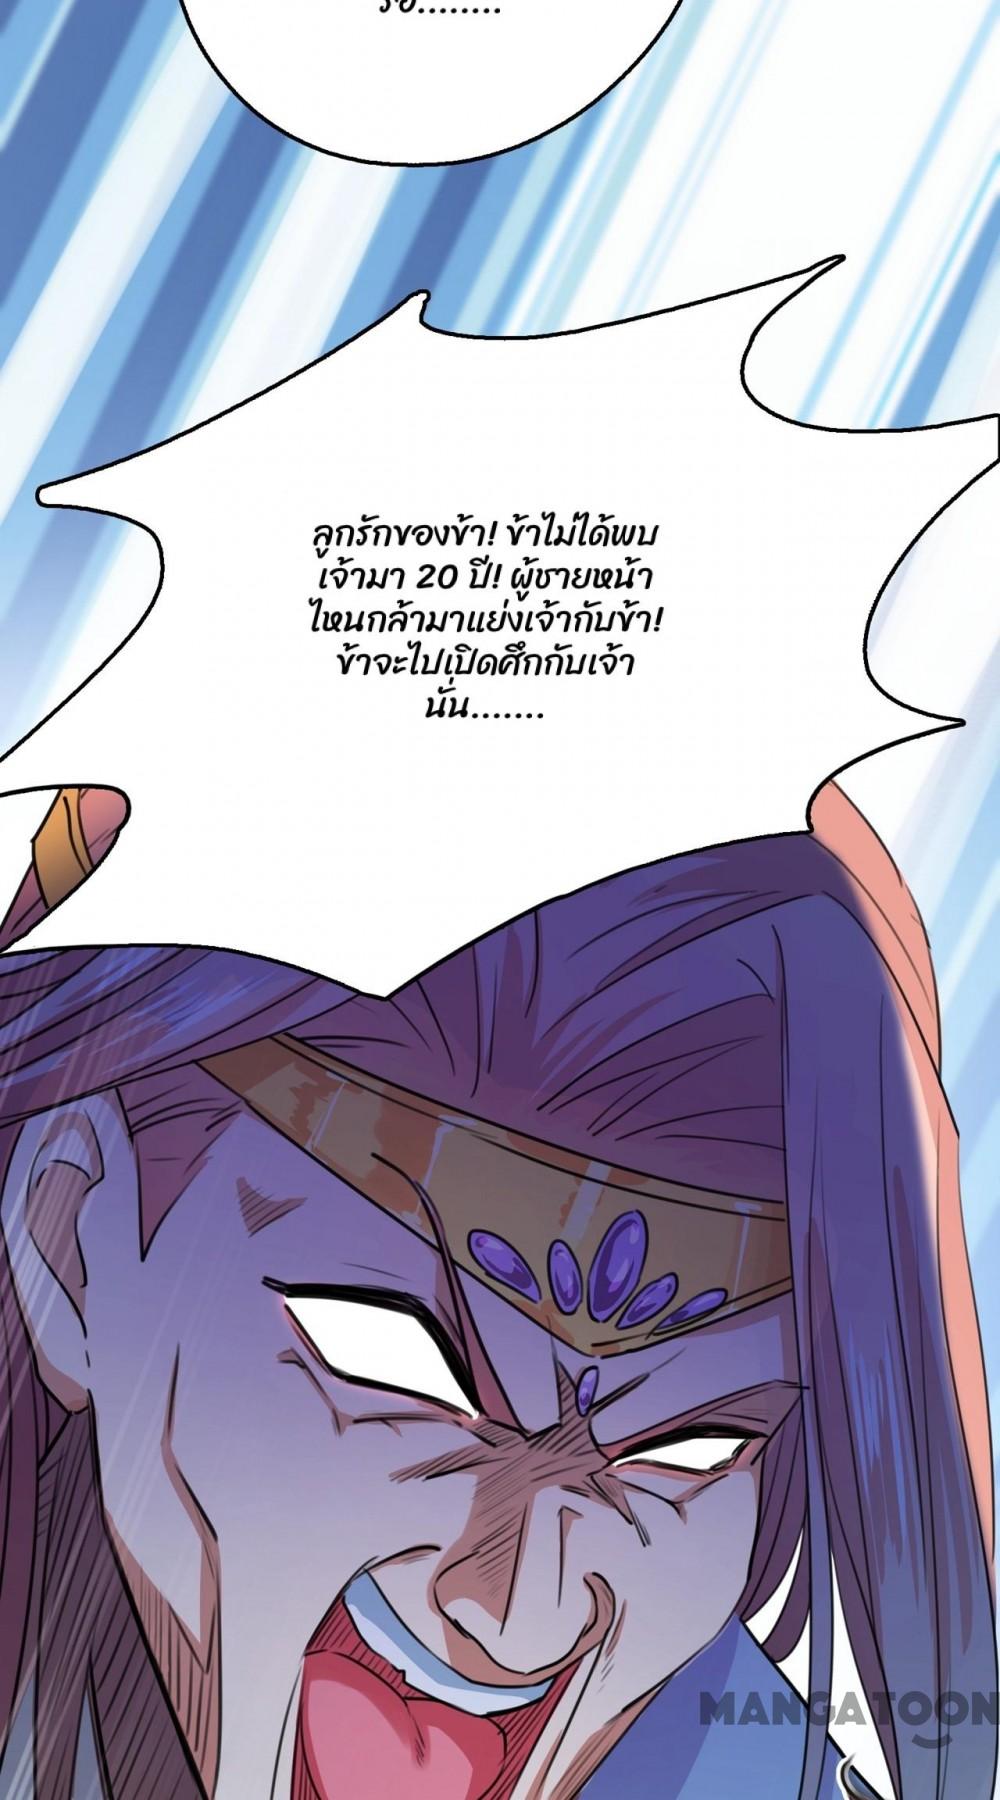 รึอ........
ลูกรักของข้า! ข้าไม่ได้พบ
เจ้ามา 20 ปี! ผู้ชายหน้า
ไหนกล้ามาแย่งเจ้ากับข้า!
ข้าจะไปเปิดศึกกับเจ้า
นั่น.......
MANGATOON